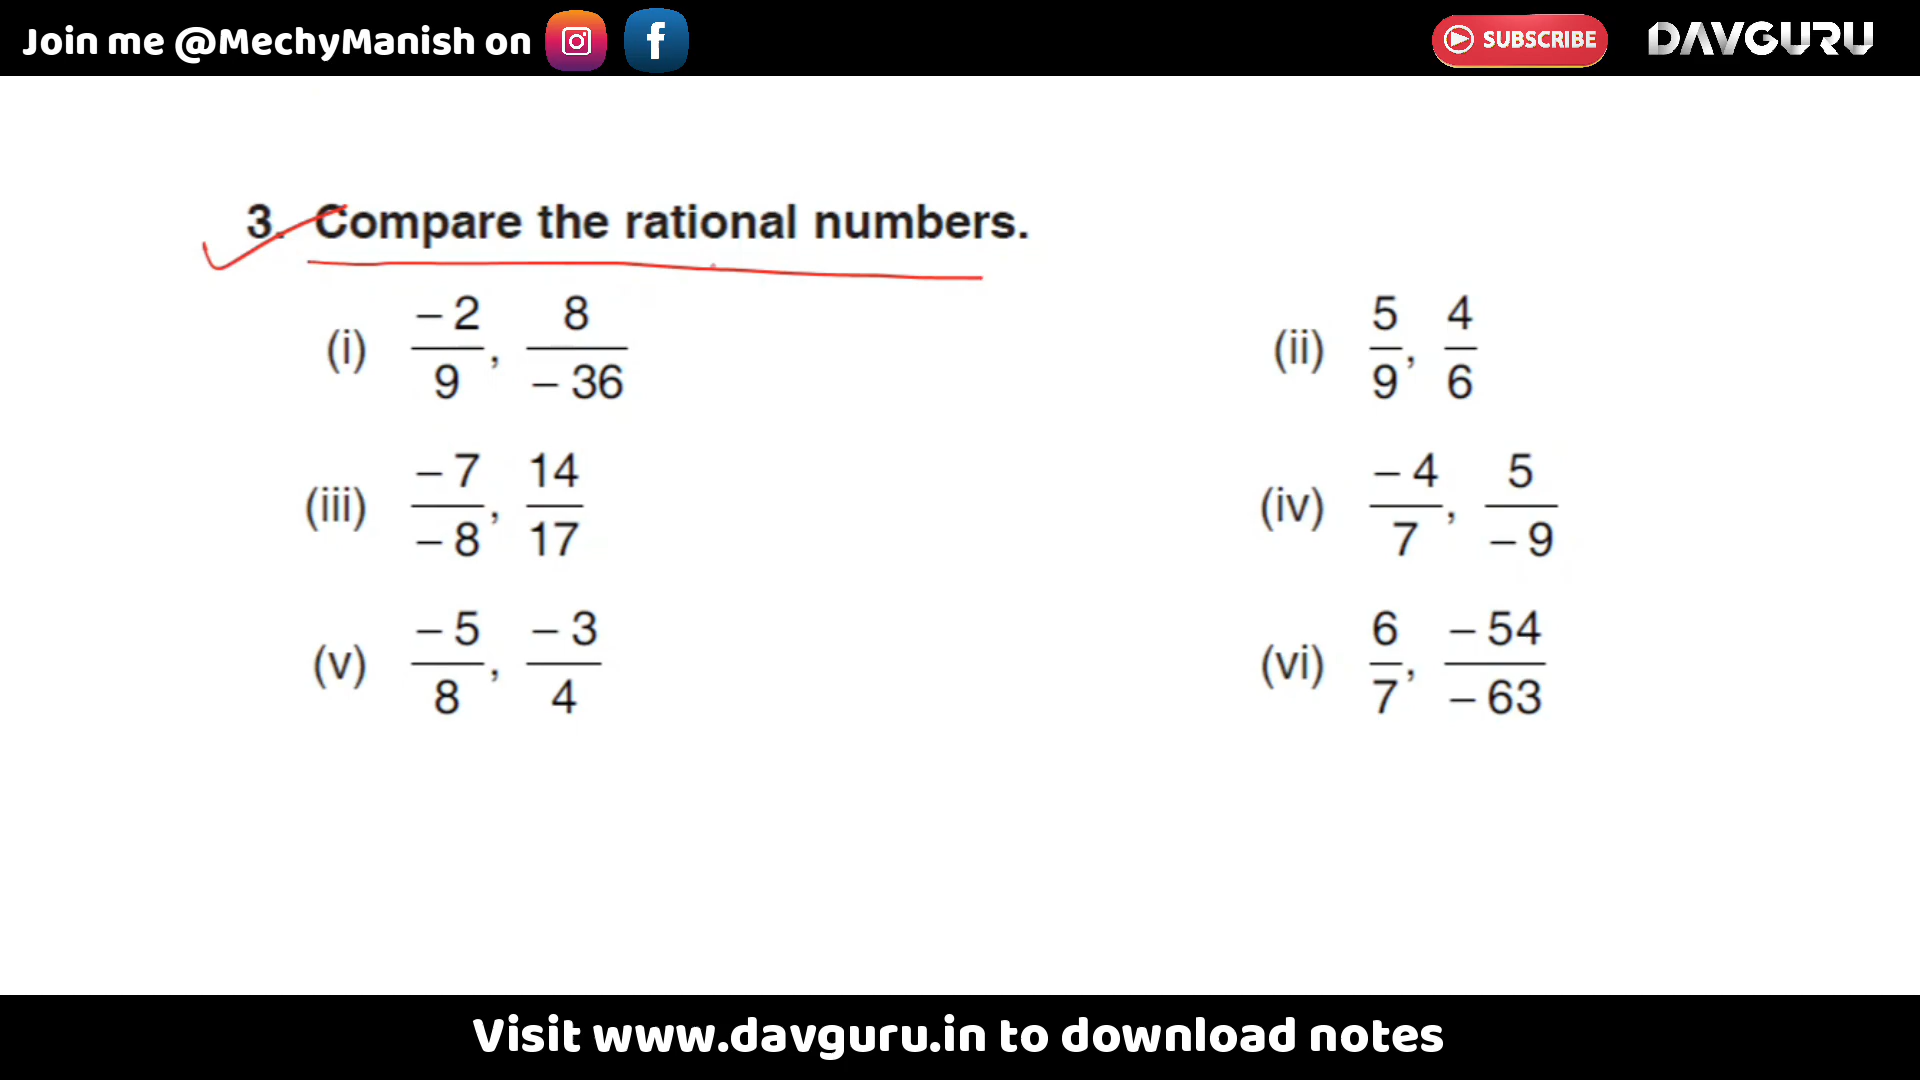 Join me @MechyManish on
SUBSCRIBE
DAVGURU
3. Compare the rational numbers.
(i) -2/9, 8/-36
(ii) 5/9, 4/6
(iii) -7/-8, 14/17
(iv) -4/7, 5/-9
(v) -5/8, -3/4
(vi) 6/7, -54/-63
Visit www.davguru.in to download notes